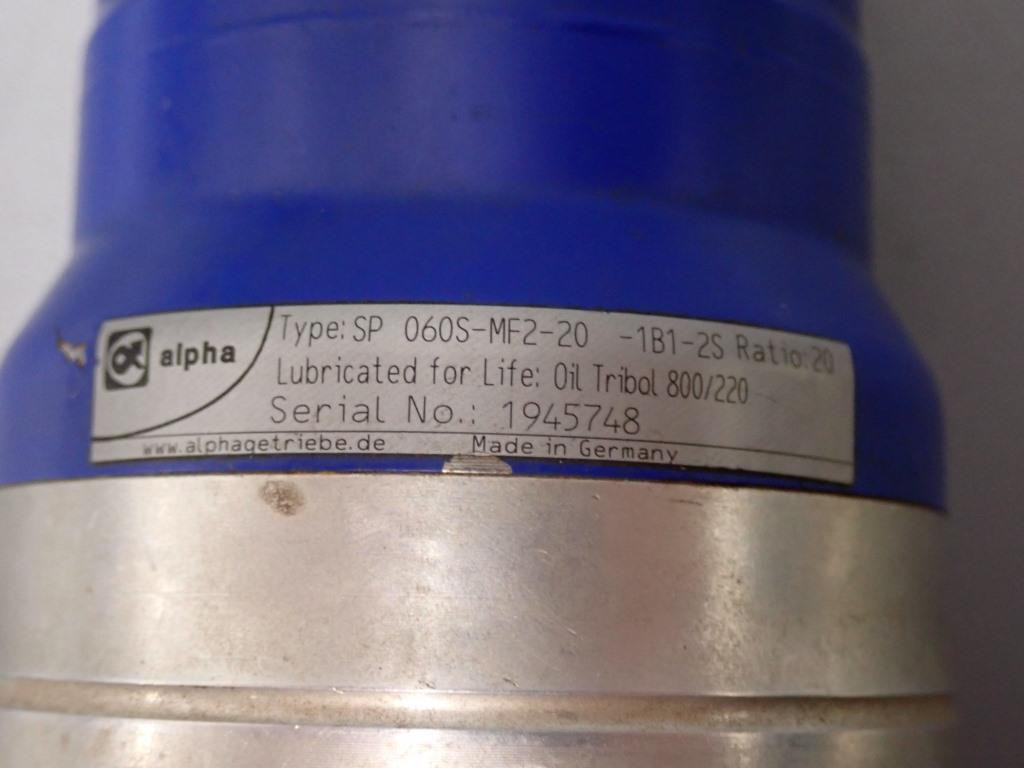 alpha
Type: SP 060S-MF2-20 -1B1-2S Ratio: 20
Lubricated for Life: Oil Tribol 800/220
Serial No.: 1945748
www.alphagetriebe.de Made in Germany